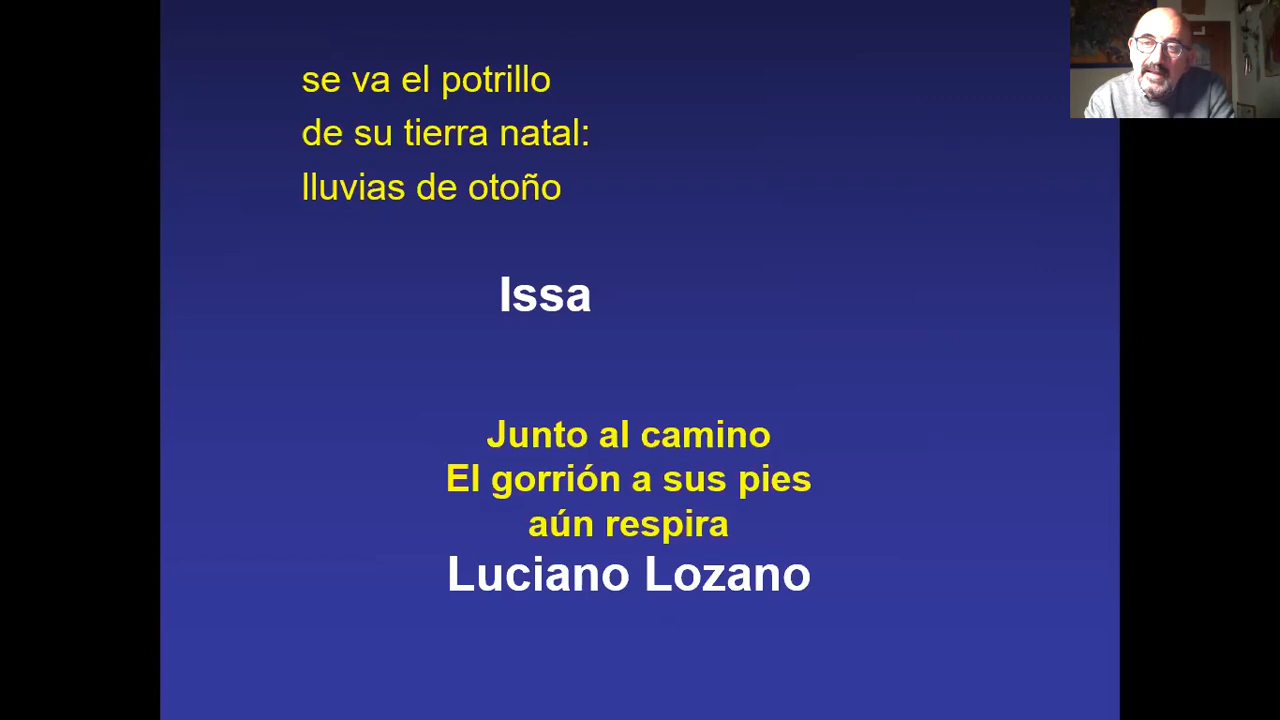 se va el potrillo
de su tierra natal:
lluvias de otoño
Issa
Junto al camino
El gorrión a sus pies
aún respira
Luciano Lozano